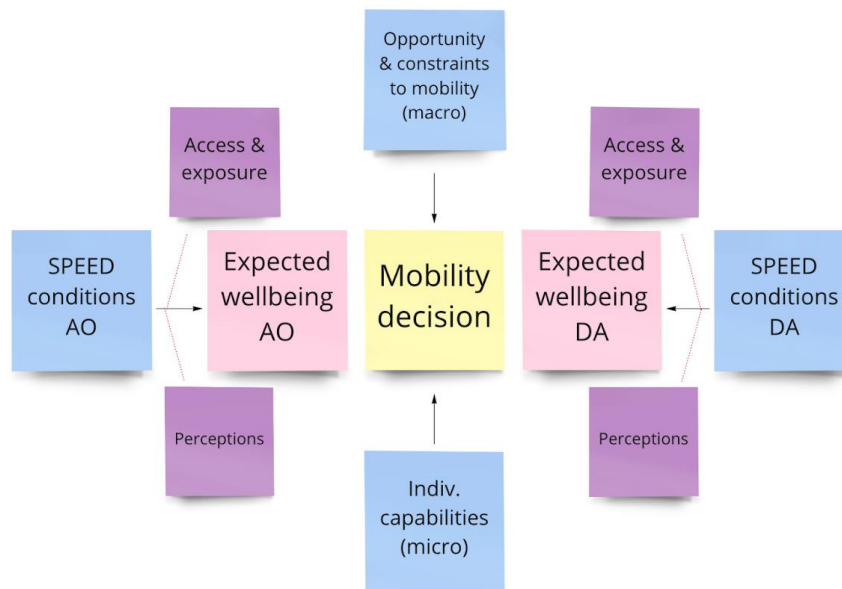 Opportunity
& constraints
to mobility
(macro)
Access &
exposure
Access &
exposure
SPEED
conditions
AO
Expected
wellbeing
AO
Mobility
decision
Expected
wellbeing
DA
SPEED
conditions
DA
Perceptions
Perceptions
Indiv.
capabilities
(micro)